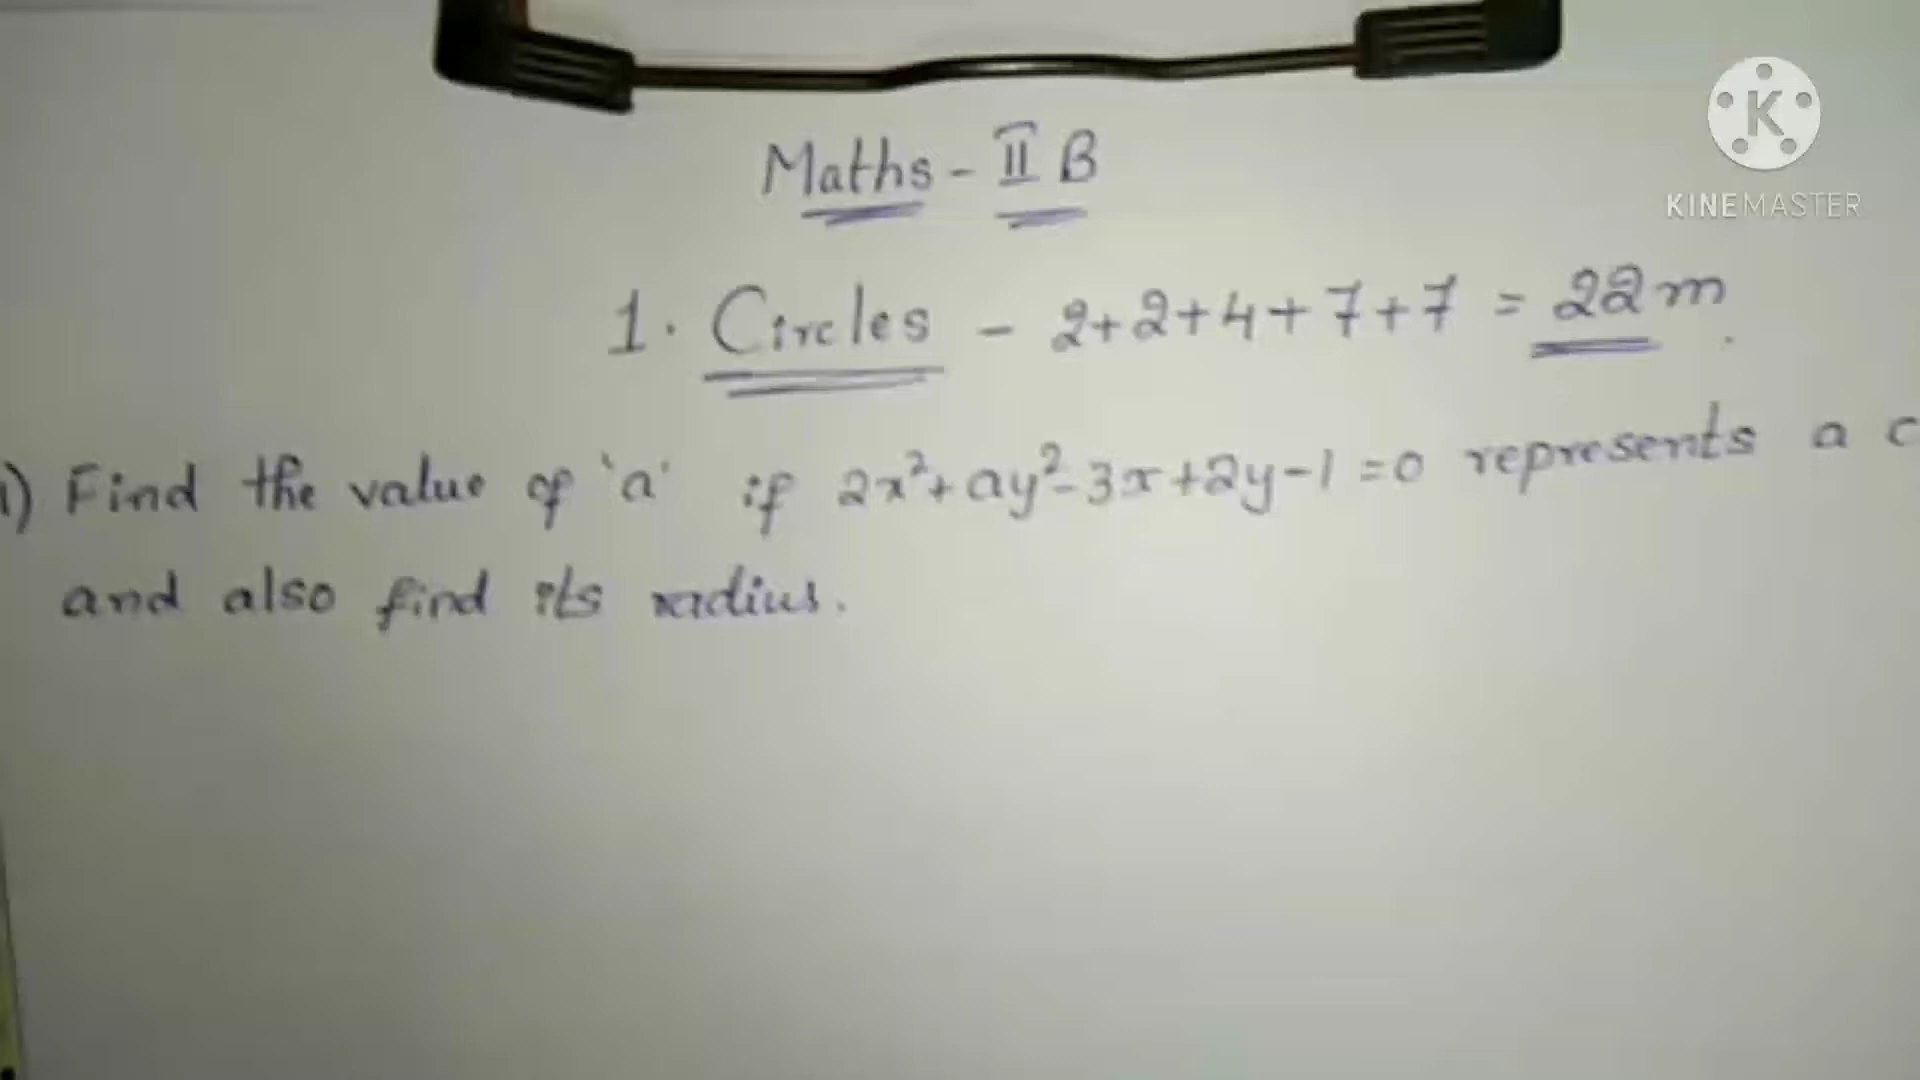 Maths - II B
K
KINEMASTER
1. Circles - 2+2+4+7+7 = 22m.
1) Find the value of 'a' if 2x²+ay²-3x+2y-1=0 represents a c
and also find its radius.